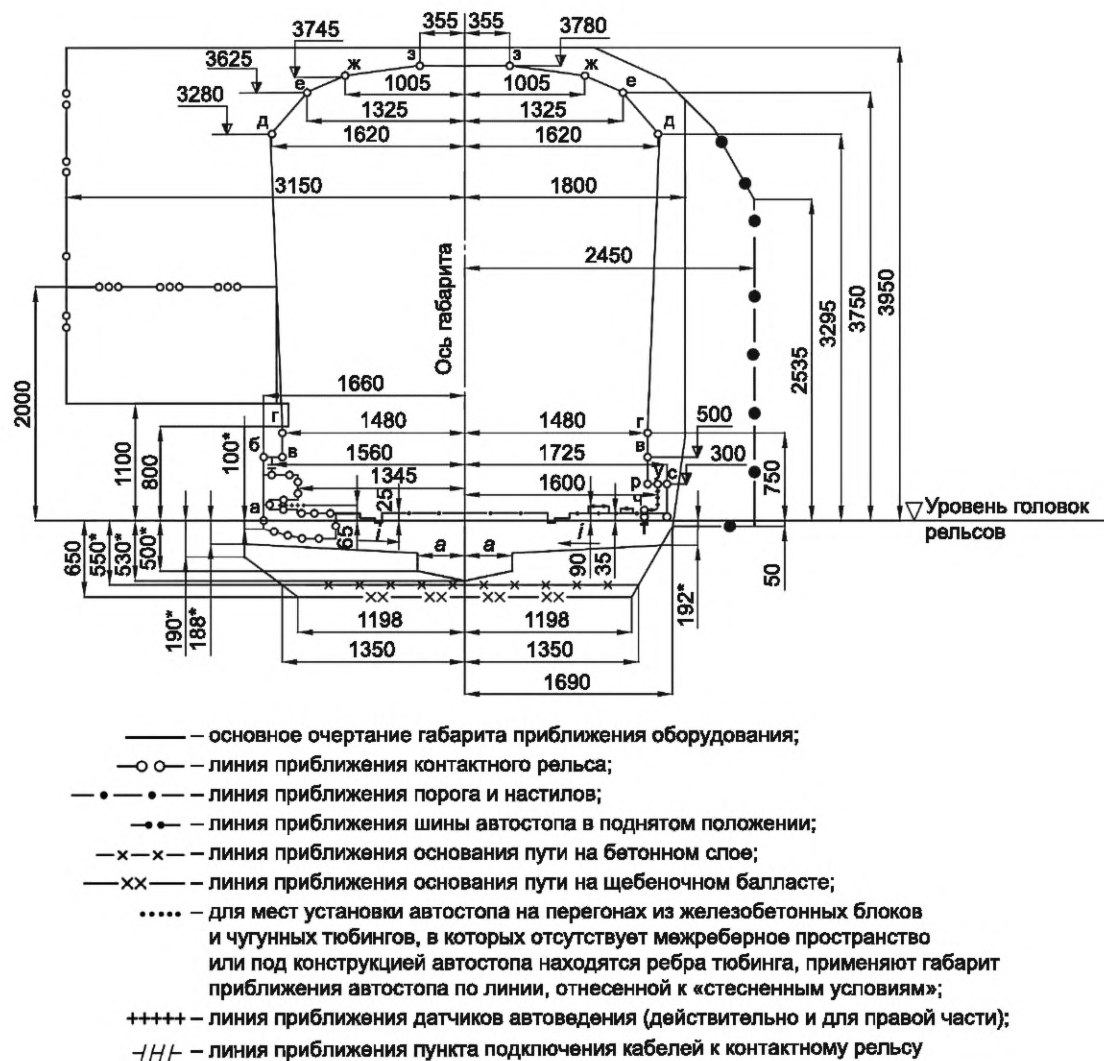 355 355
3745 3780
з з
ж ж
3625
е е
1005 1005
3280
1325 1325
д д
1620 1620
3150 1800
Ось габарита
2450
2000
1100
800
100*
2535
3295
3750
3950
1660
г г
1480 1480
500
б в в
1560 1725
300
1345 1600
у с
р
ч
25
750
а
65
i i
Уровень головок
рельсов
а а
90
35
50
650
550*
530*
500*
190*
188*
192*
1198 1198
1350 1350
1690
– основное очертание габарита приближения оборудования;
– линия приближения контактного рельса;
– линия приближения порога и настилов;
– линия приближения шины автостопа в поднятом положении;
– линия приближения основания пути на бетонном слое;
– линия приближения основания пути на щебеночном балласте;
– для мест установки автостопа на перегонах из железобетонных блоков
и чугунных тюбингов, в которых отсутствует межреберное пространство
или под конструкцией автостопа находятся ребра тюбинга, применяют габарит
приближения автостопа по линии, отнесенной к «стесненным условиям»;
– линия приближения датчиков автоведения (действительно и для правой части);
– линия приближения пункта подключения кабелей к контактному рельсу